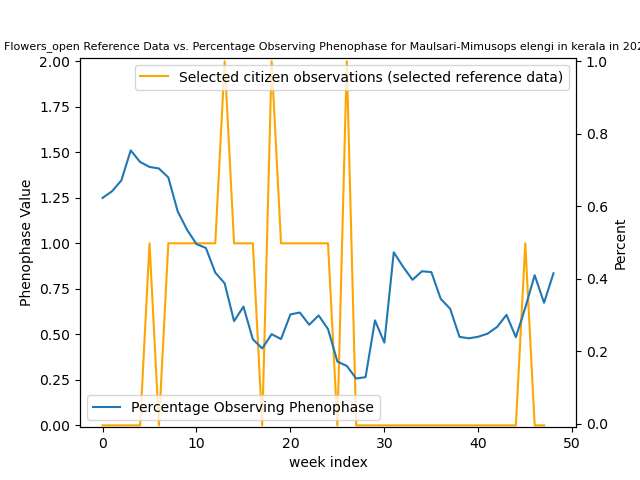 Flowers_open Reference Data vs. Percentage Observing Phenophase for Maulsari-Mimusops elengi in kerala in 202
Selected citizen observations (selected reference data)
Percentage Observing Phenophase
Phenophase Value
2.00
1.75
1.50
1.25
1.00
0.75
0.50
0.25
0.00
Percent
1.0
0.8
0.6
0.4
0.2
0.0
0 10 20 30 40 50
week index